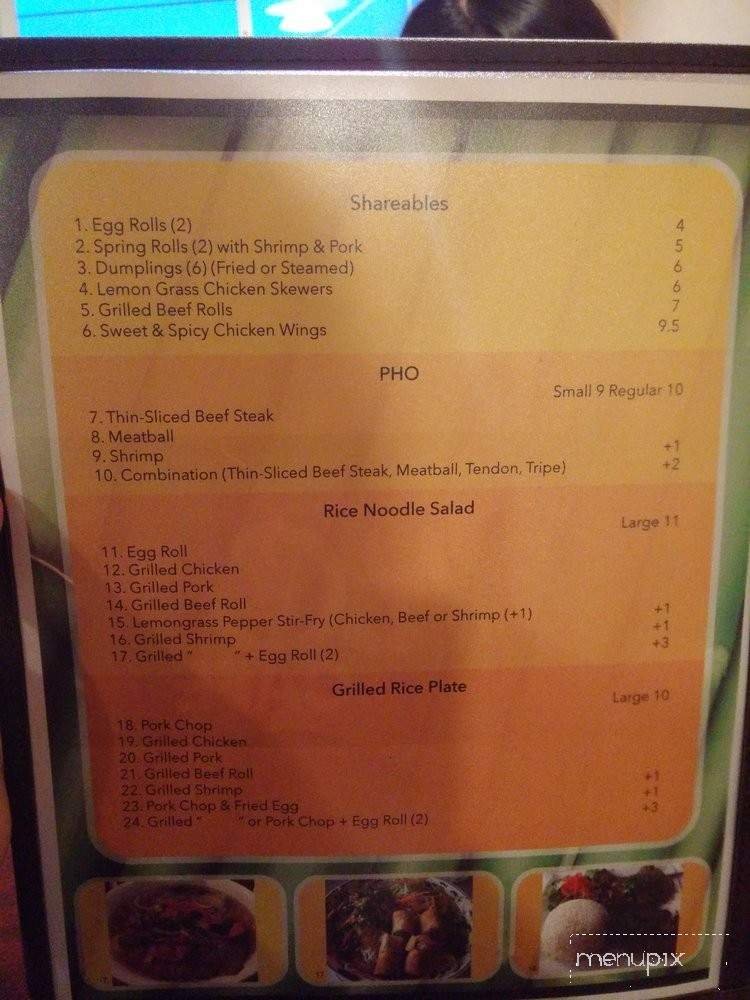 Shareables
1. Egg Rolls (2) 4
2. Spring Rolls (2) with Shrimp & Pork 5
3. Dumplings (6) (Fried or Steamed) 6
4. Lemon Grass Chicken Skewers 6
5. Grilled Beef Rolls 7
6. Sweet & Spicy Chicken Wings 9.5
PHO
Small 9 Regular 10
7. Thin-Sliced Beef Steak
8. Meatball
9. Shrimp +1
10. Combination (Thin-Sliced Beef Steak, Meatball, Tendon, Tripe) +2
Rice Noodle Salad
Large 11
11. Egg Roll
12. Grilled Chicken
13. Grilled Pork
14. Grilled Beef Roll
15. Lemongrass Pepper Stir-Fry (Chicken, Beef or Shrimp (+1) +1
16. Grilled Shrimp +1
17. Grilled “ ” + Egg Roll (2) +3
Grilled Rice Plate
Large 10
18. Pork Chop
19. Grilled Chicken
20. Grilled Pork
21. Grilled Beef Roll
22. Grilled Shrimp +1
23. Pork Chop & Fried Egg +1
24. Grilled “ ” or Pork Chop + Egg Roll (2) +3
17
menupix